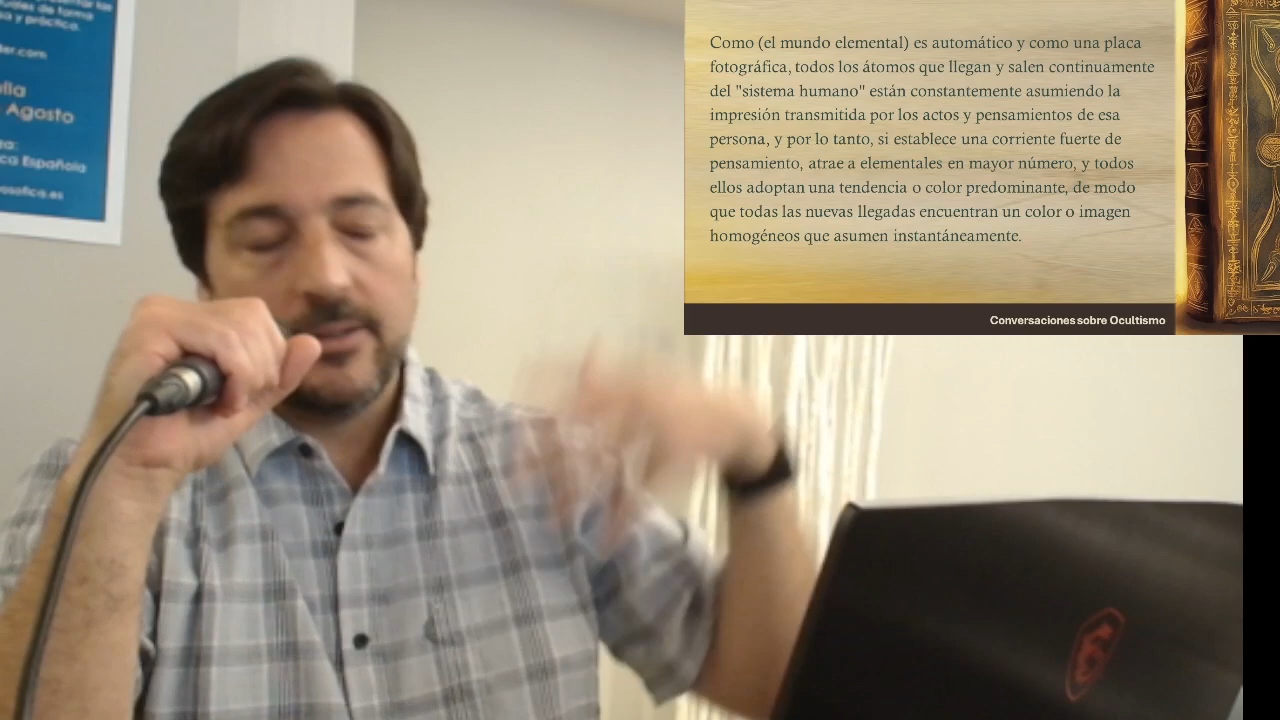 y práctica.
Agosto
Española
Como (el mundo elemental) es automático y como una placa
fotográfica, todos los átomos que llegan y salen continuamente
del "sistema humano" están constantemente asumiendo la
impresión transmitida por los actos y pensamientos de esa
persona, y por lo tanto, si establece una corriente fuerte de
pensamiento, atrae a elementales en mayor número, y todos
ellos adoptan una tendencia o color predominante, de modo
que todas las nuevas llegadas encuentran un color o imagen
homogéneos que asumen instantáneamente.
Conversaciones sobre Ocultismo